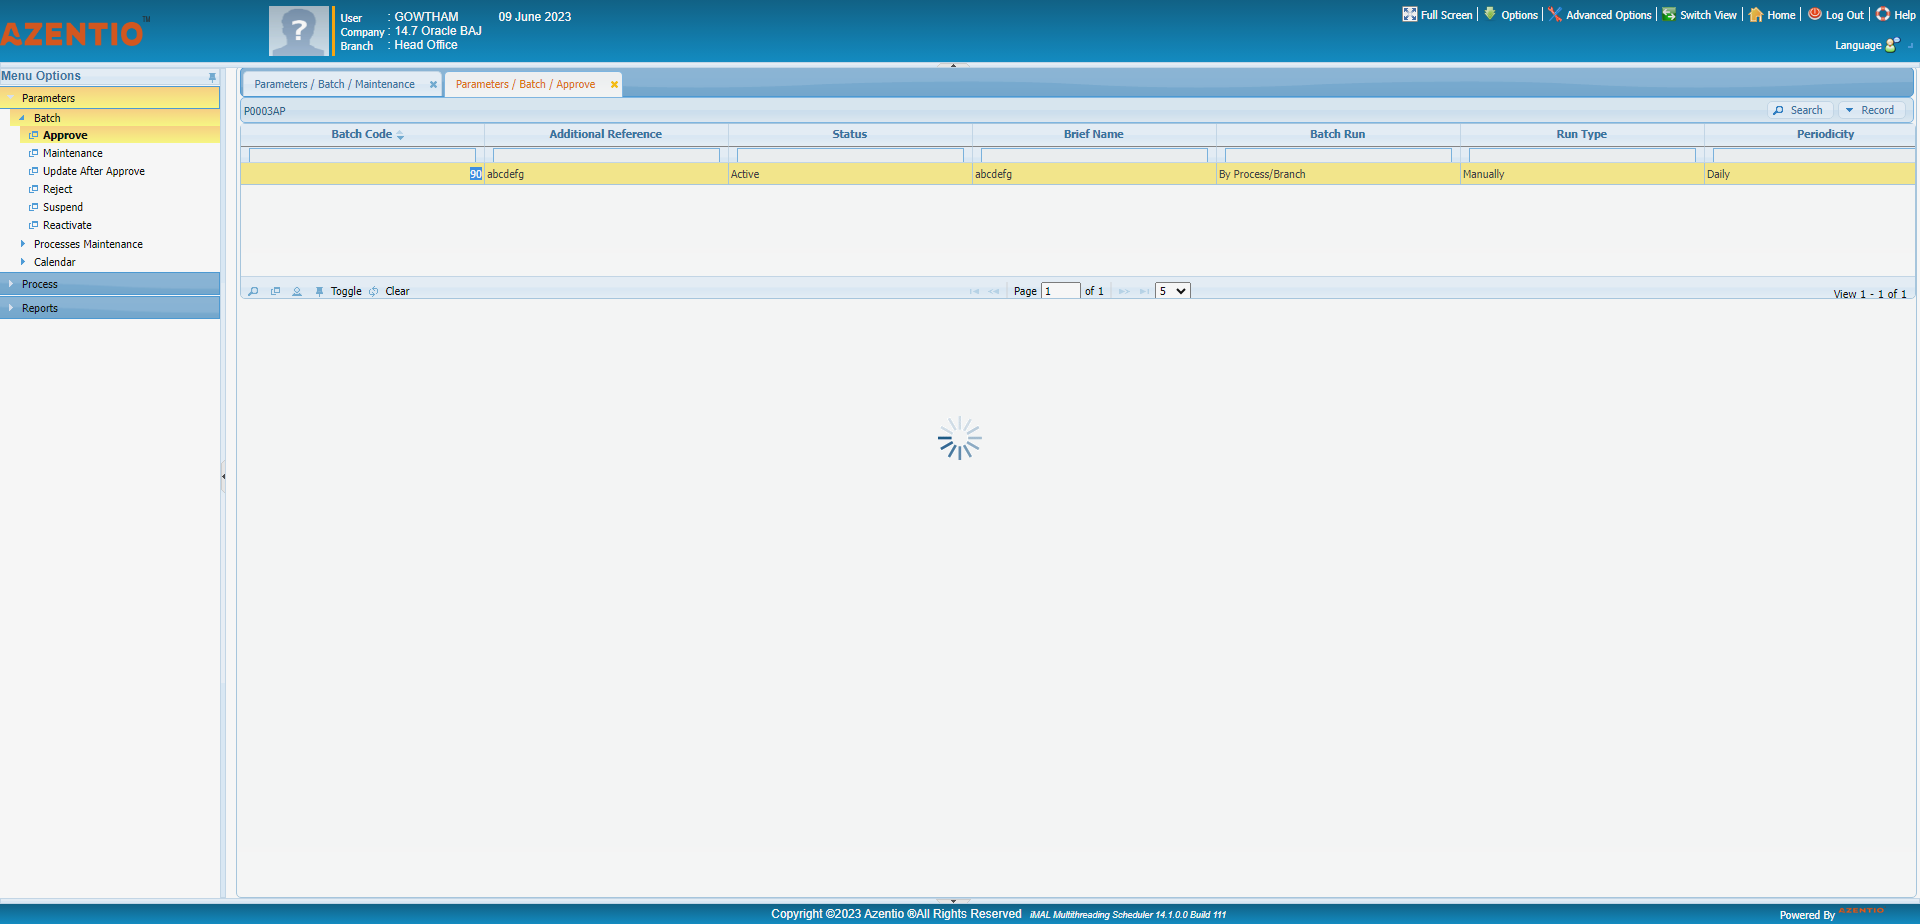 AZENTIO™
User : GOWTHAM 09 June 2023
Company : 14.7 Oracle BAJ
Branch : Head Office
Full Screen Options Advanced Options Switch View Home Log Out Help
Language
Menu Options
Parameters
Batch
Approve
Maintenance
Update After Approve
Reject
Suspend
Reactivate
Processes Maintenance
Calendar
Process
Reports
Parameters / Batch / Maintenance Parameters / Batch / Approve
P0003AP Search Record
Batch Code Additional Reference Status Brief Name Batch Run Run Type Periodicity
90 abcdefg Active abcdefg By Process/Branch Manually Daily
Toggle Clear Page 1 of 1 5 View 1 - 1 of 1
Copyright ©2023 Azentio ®All Rights Reserved iMAL Multithreading Scheduler 14.1.0.0 Build 111
Powered By AZENTIO